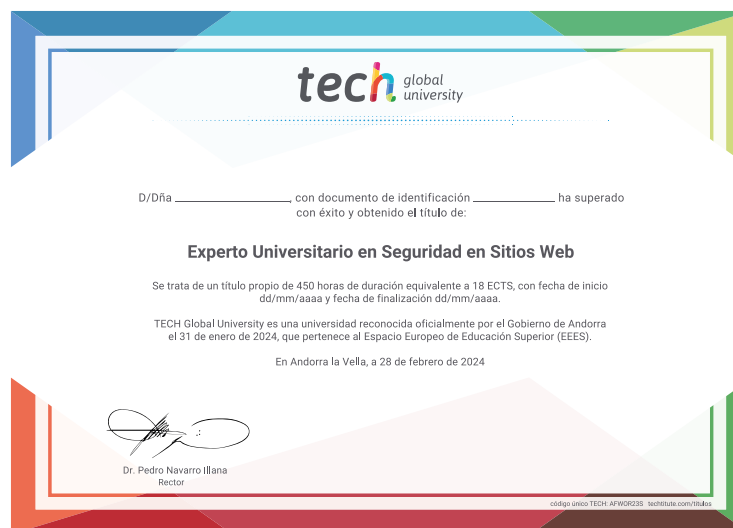 tech global university
D/Dña ______________, con documento de identificación ____________ ha superado
con éxito y obtenido el título de:
Experto Universitario en Seguridad en Sitios Web
Se trata de un título propio de 450 horas de duración equivalente a 18 ECTS, con fecha de inicio
dd/mm/aaaa y fecha de finalización dd/mm/aaaa.
TECH Global University es una universidad reconocida oficialmente por el Gobierno de Andorra
el 31 de enero de 2024, que pertenece al Espacio Europeo de Educación Superior (EEES).
En Andorra la Vella, a 28 de febrero de 2024
Dr. Pedro Navarro Illana
Rector
código único TECH: AFWOR23S techtitute.com/titulos